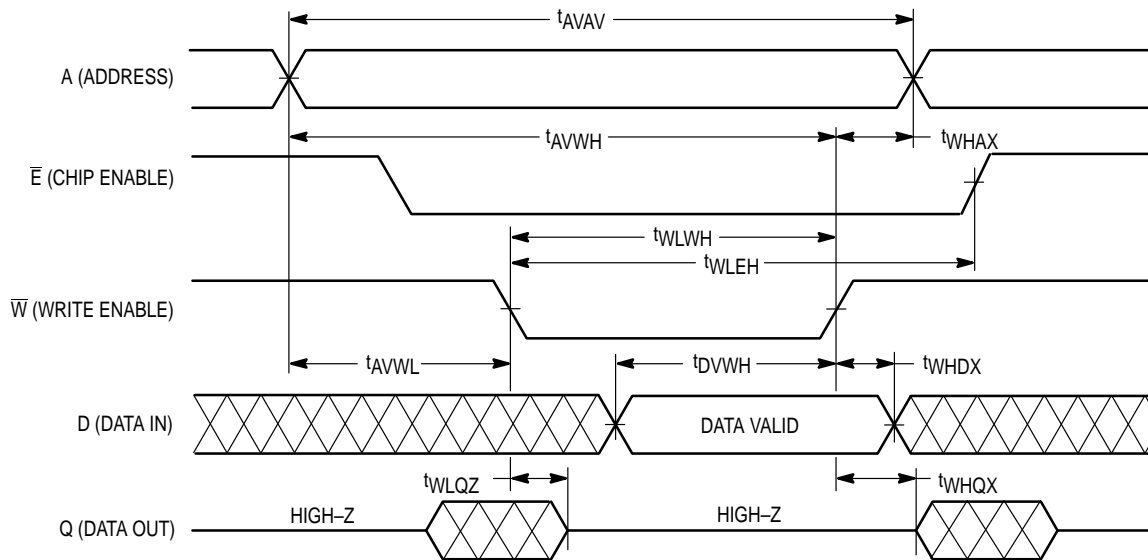 tAVAV
A (ADDRESS)
tAVWH
tWHAX
E̅ (CHIP ENABLE)
tWLWH
tWLEH
W̅ (WRITE ENABLE)
tAVWL
tDVWH
tWHDX
D (DATA IN)
DATA VALID
tWLQZ
tWHQX
Q (DATA OUT)
HIGH–Z
HIGH–Z